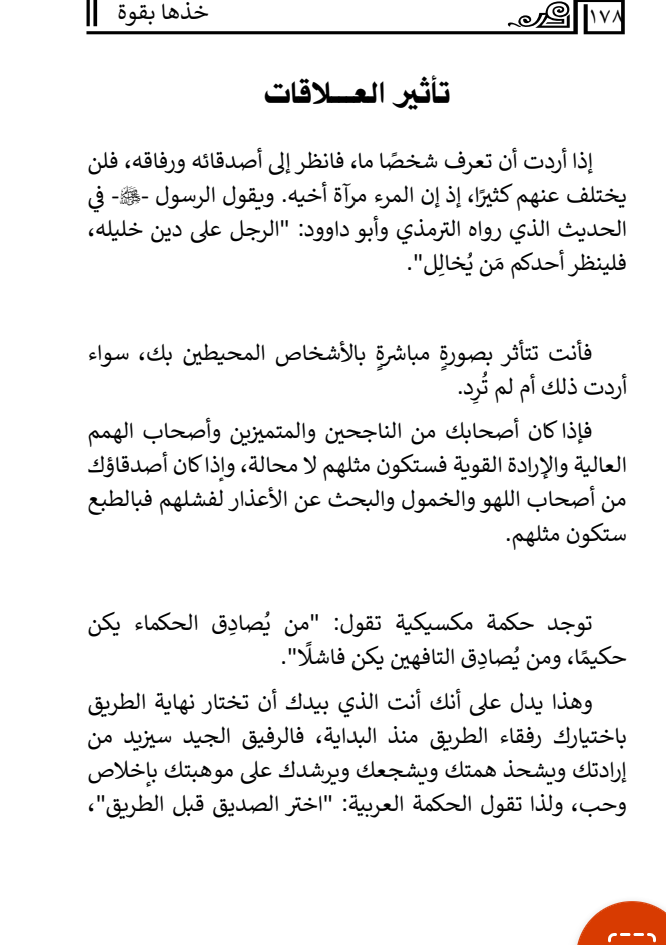 ١٧٨
خذها بقوة
تأثير العـــلاقات
إذا أردت أن تعرف شخصًا ما، فانظر إلى أصدقائه ورفاقه، فلن
يختلف عنهم كثيرًا، إذ إن المرء مرآة أخيه. ويقول الرسول -ﷺ- في
الحديث الذي رواه الترمذي وأبو داوود: "الرجل على دين خليله،
فلينظر أحدكم مَن يُخالِل".
فأنت تتأثر بصورةٍ مباشرةٍ بالأشخاص المحيطين بك، سواء
أردت ذلك أم لم تُرِد.
فإذا كان أصحابك من الناجحين والمتميزين وأصحاب الهمم
العالية والإرادة القوية فستكون مثلهم لا محالة، وإذا كان أصدقاؤك
من أصحاب اللهو والخمول والبحث عن الأعذار لفشلهم فبالطبع
ستكون مثلهم.
توجد حكمة مكسيكية تقول: "من يُصادِق الحكماء يكن
حكيمًا، ومن يُصادِق التافهين يكن فاشلًا".
وهذا يدل على أنك أنت الذي بيدك أن تختار نهاية الطريق
باختيارك رفقاء الطريق منذ البداية، فالرفيق الجيد سيزيد من
إرادتك ويشحذ همتك ويشجعك ويرشدك على موهبتك بإخلاص
وحب، ولذا تقول الحكمة العربية: "اختر الصديق قبل الطريق"،